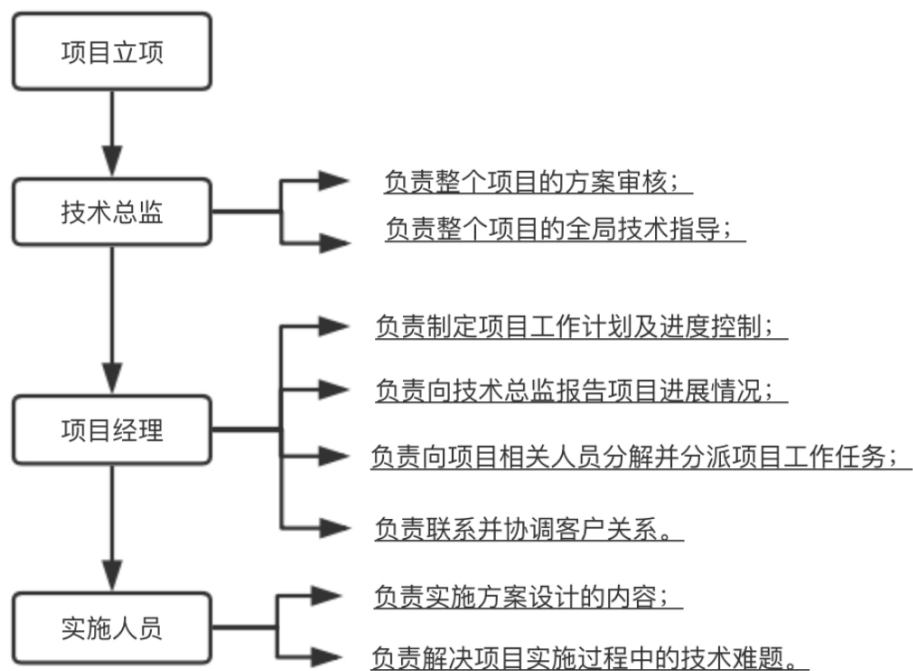 项目立项
技术总监
负责整个项目的方案审核；
负责整个项目的全局技术指导；
项目经理
负责制定项目工作计划及进度控制；
负责向技术总监报告项目进展情况；
负责向项目相关人员分解并分派项目工作任务；
负责联系并协调客户关系。
实施人员
负责实施方案设计的内容；
负责解决项目实施过程中的技术难题。